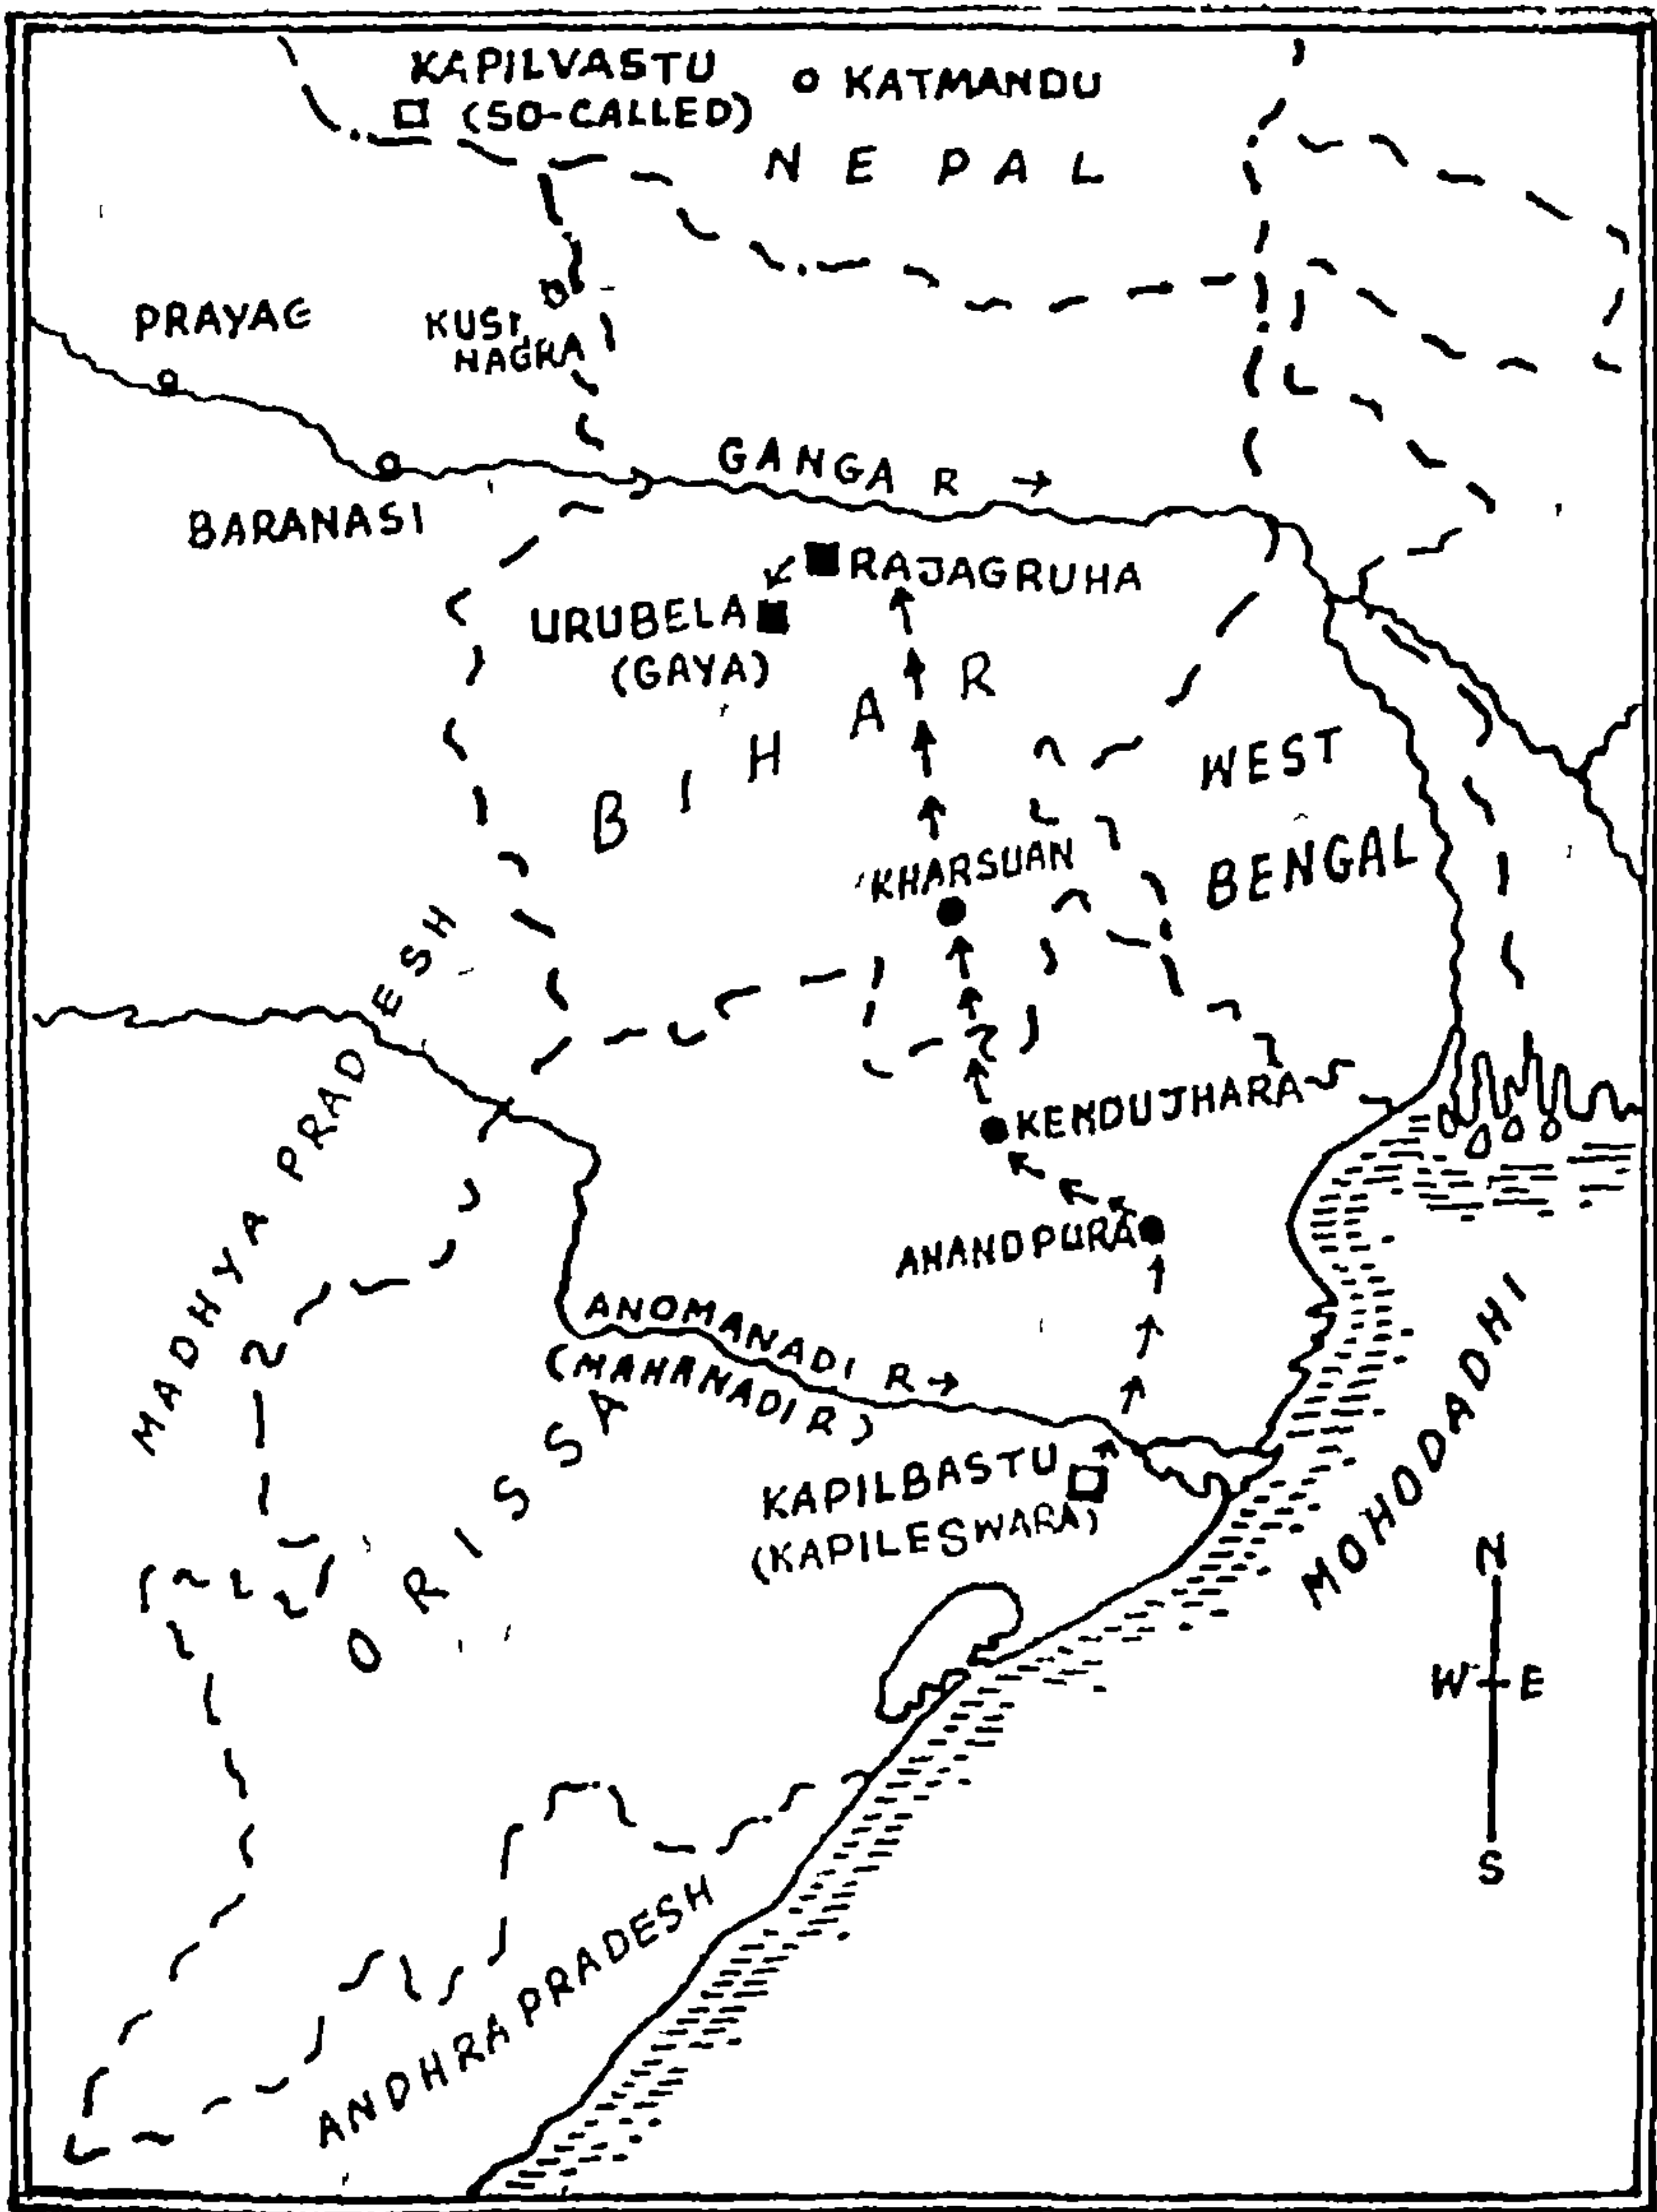 KAPILVASTU
(SO-CALLED)
KATMANDU
NEPAL
PRAYAG
KUSI
NAGRA
GANGA R →
BARANASI
RAJAGRUHA
URUBELA
(GAYA)
BIHAR
WEST
BENGAL
KHARSUAN
MADHYA PRADESH
KENDUJHARA
ANANDPURA
ANOMANADI R →
(MAHANADI R)
ORISSA
KAPILBASTU
(KAPILESWARA)
MOHODADHI
N
W E
S
ANDHRA PRADESH